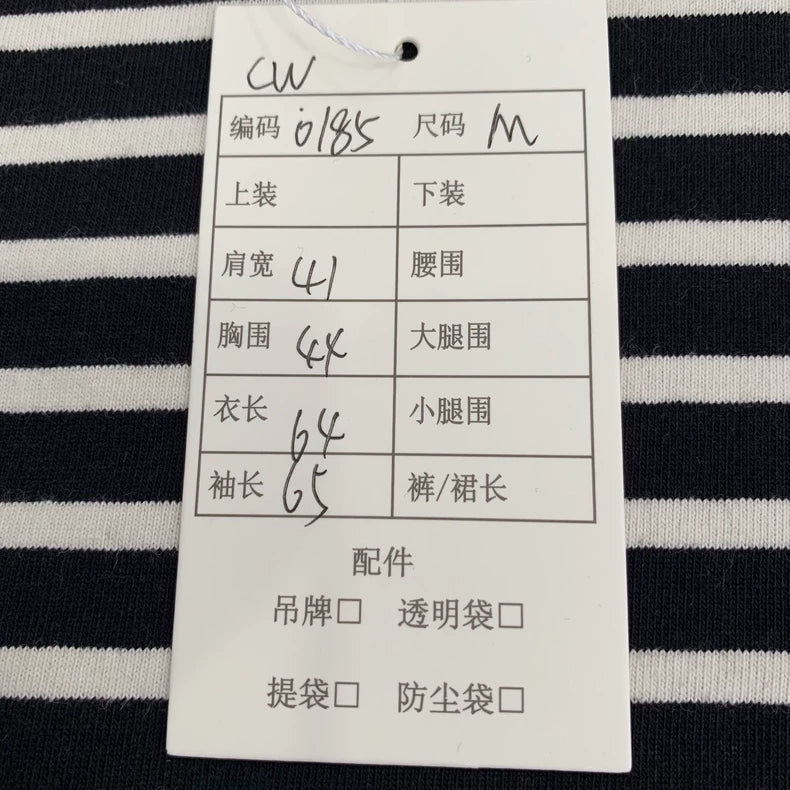 CW
编码 0185 尺码 M
上装 下装
肩宽 41 腰围
胸围 44 大腿围
衣长 64 小腿围
袖长 65 裤/裙长
配件
吊牌□ 透明袋□
提袋□ 防尘袋□